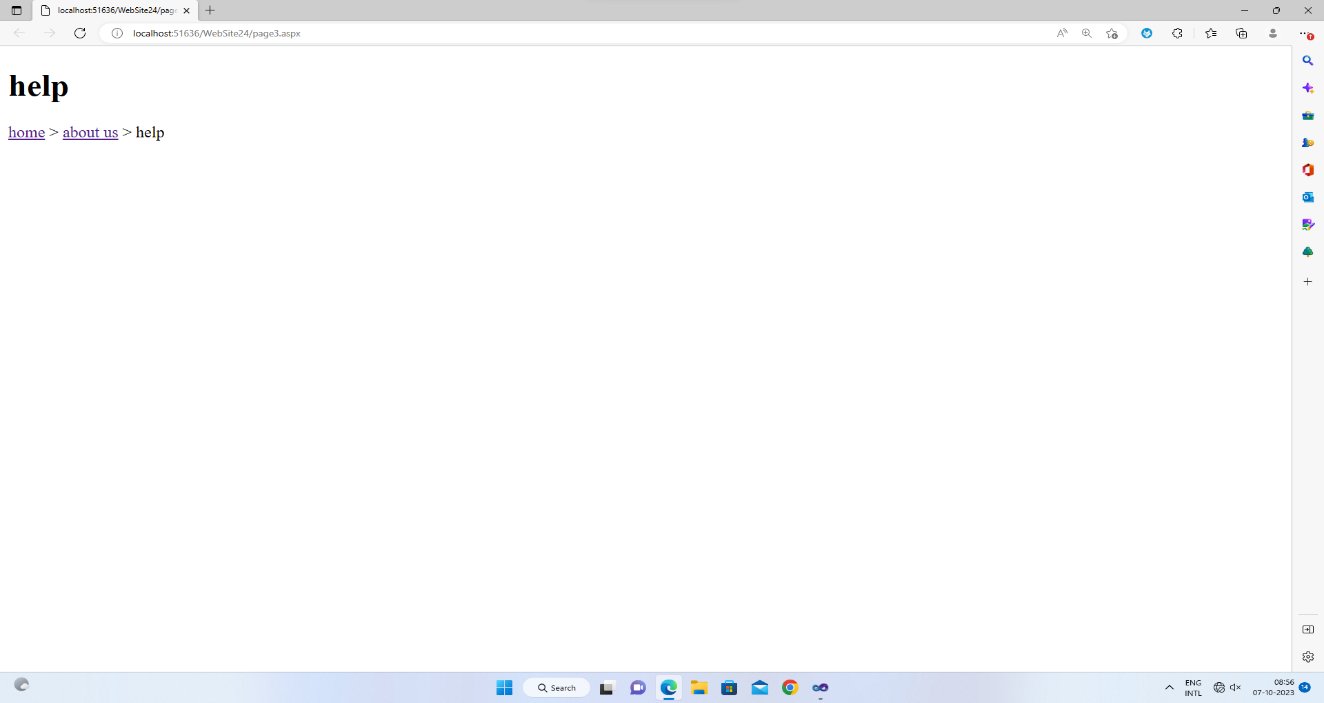 localhost:51636/WebSite24/page
localhost:51636/WebSite24/page3.aspx
help
home > about us > help
Search
ENG
INTL
08:56
07-10-2023
14